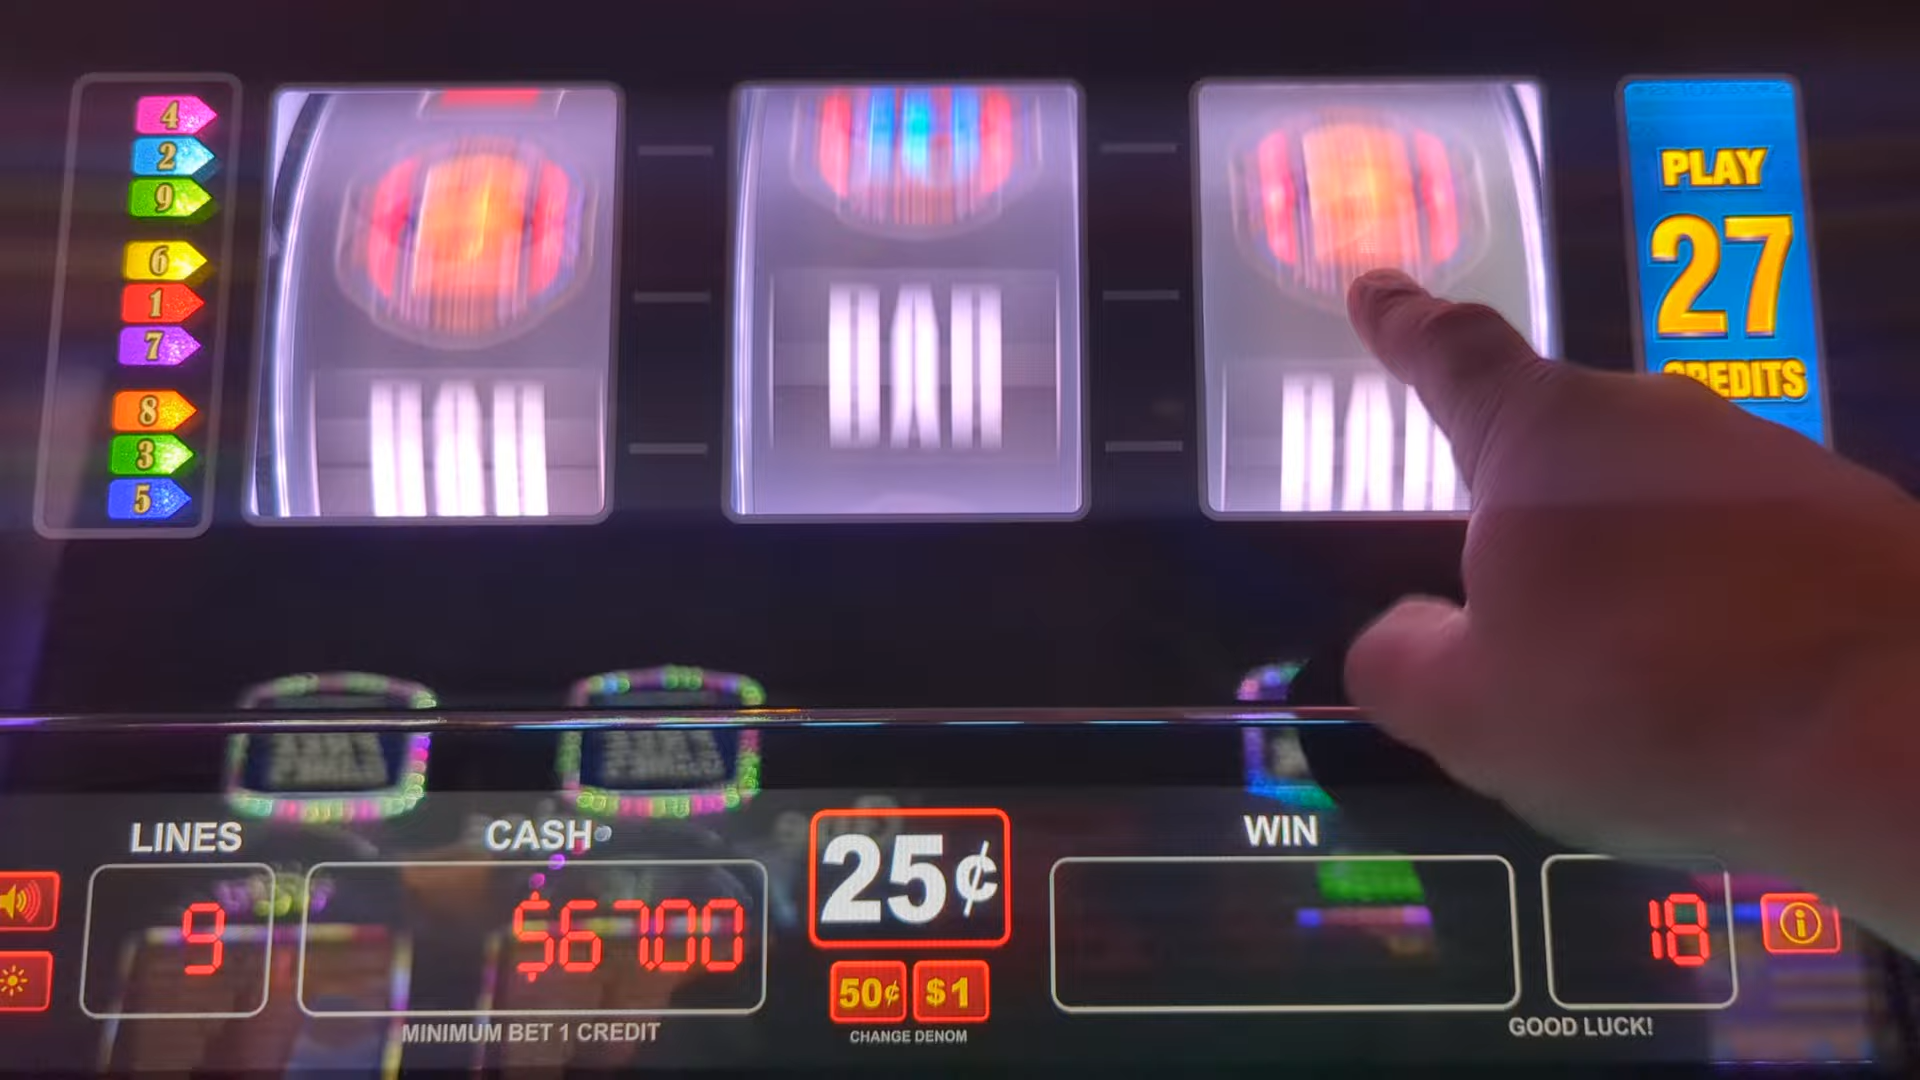 4
2
9
6
1
7
8
3
5
PLAY
27
CREDITS
LINES
CASH
WIN
9
$67.00
25¢
18
50¢
$1
MINIMUM BET 1 CREDIT
CHANGE DENOM
GOOD LUCK!